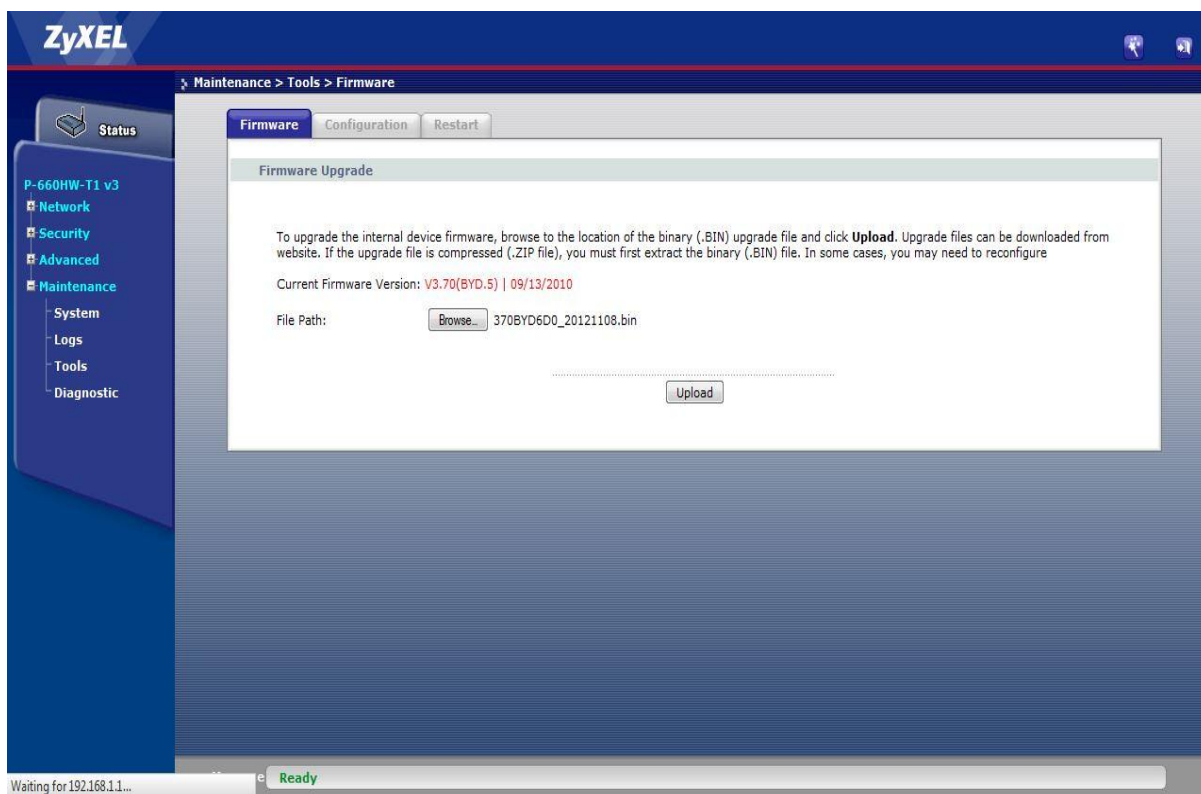 ZyXEL
Maintenance > Tools > Firmware
Status
P-660HW-T1 v3
Network
Security
Advanced
Maintenance
System
Logs
Tools
Diagnostic
Firmware
Configuration
Restart
Firmware Upgrade
To upgrade the internal device firmware, browse to the location of the binary (.BIN) upgrade file and click Upload. Upgrade files can be downloaded from
website. If the upgrade file is compressed (.ZIP file), you must first extract the binary (.BIN) file. In some cases, you may need to reconfigure
Current Firmware Version: V3.70(BYD.5) | 09/13/2010
File Path: Browse... 370BYD6D0_20121108.bin
Upload
Ready
Waiting for 192.168.1.1...